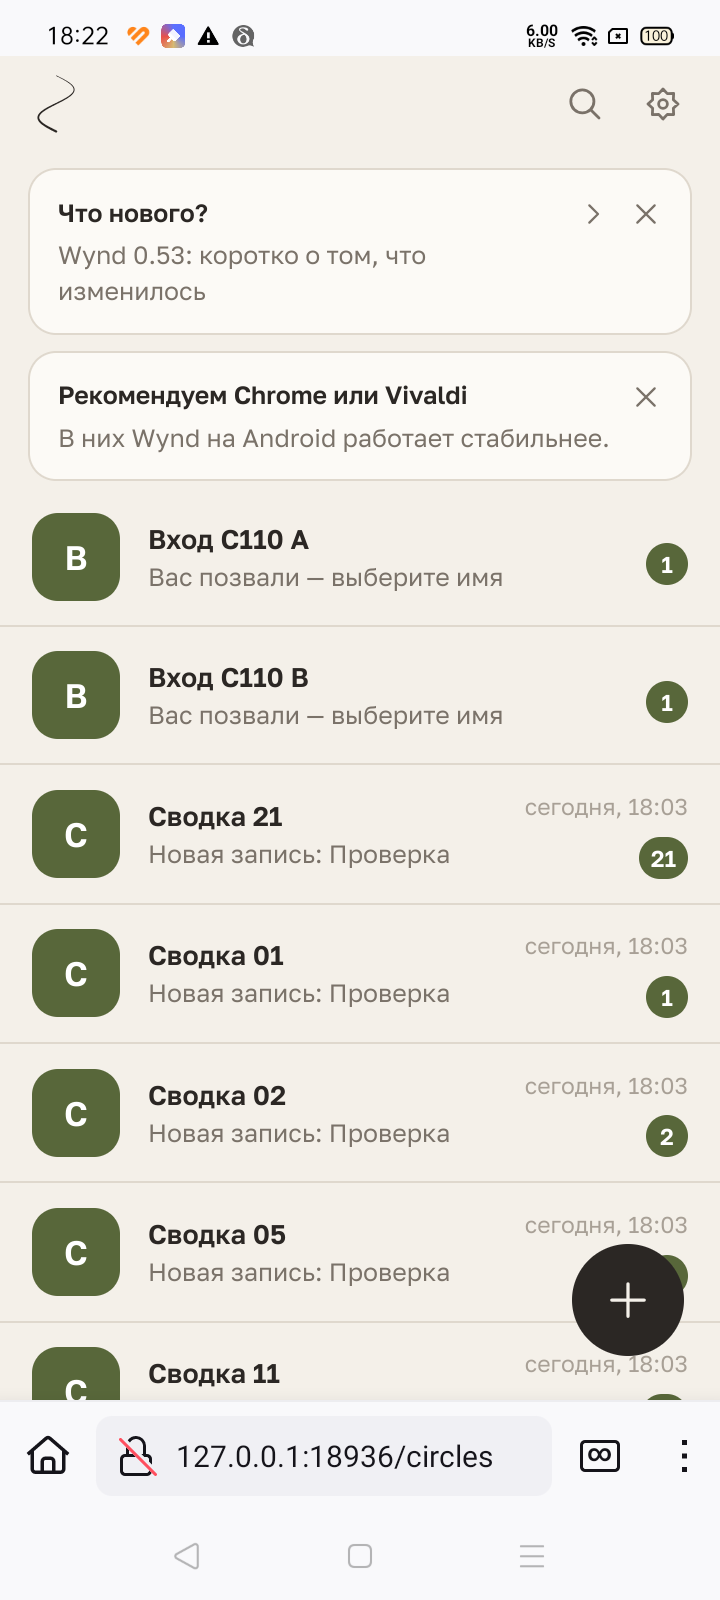 18:22
6.00
KB/S
100
Что нового?
Wynd 0.53: коротко о том, что
изменилось
Рекомендуем Chrome или Vivaldi
В них Wynd на Android работает стабильнее.
В
Вход C110 A
Вас позвали — выберите имя
1
В
Вход C110 B
Вас позвали — выберите имя
1
С
Сводка 21
сегодня, 18:03
Новая запись: Проверка
21
С
Сводка 01
сегодня, 18:03
Новая запись: Проверка
1
С
Сводка 02
сегодня, 18:03
Новая запись: Проверка
2
С
Сводка 05
сегодня, 18:03
Новая запись: Проверка
С
Сводка 11
сегодня, 18:03
127.0.0.1:18936/circles